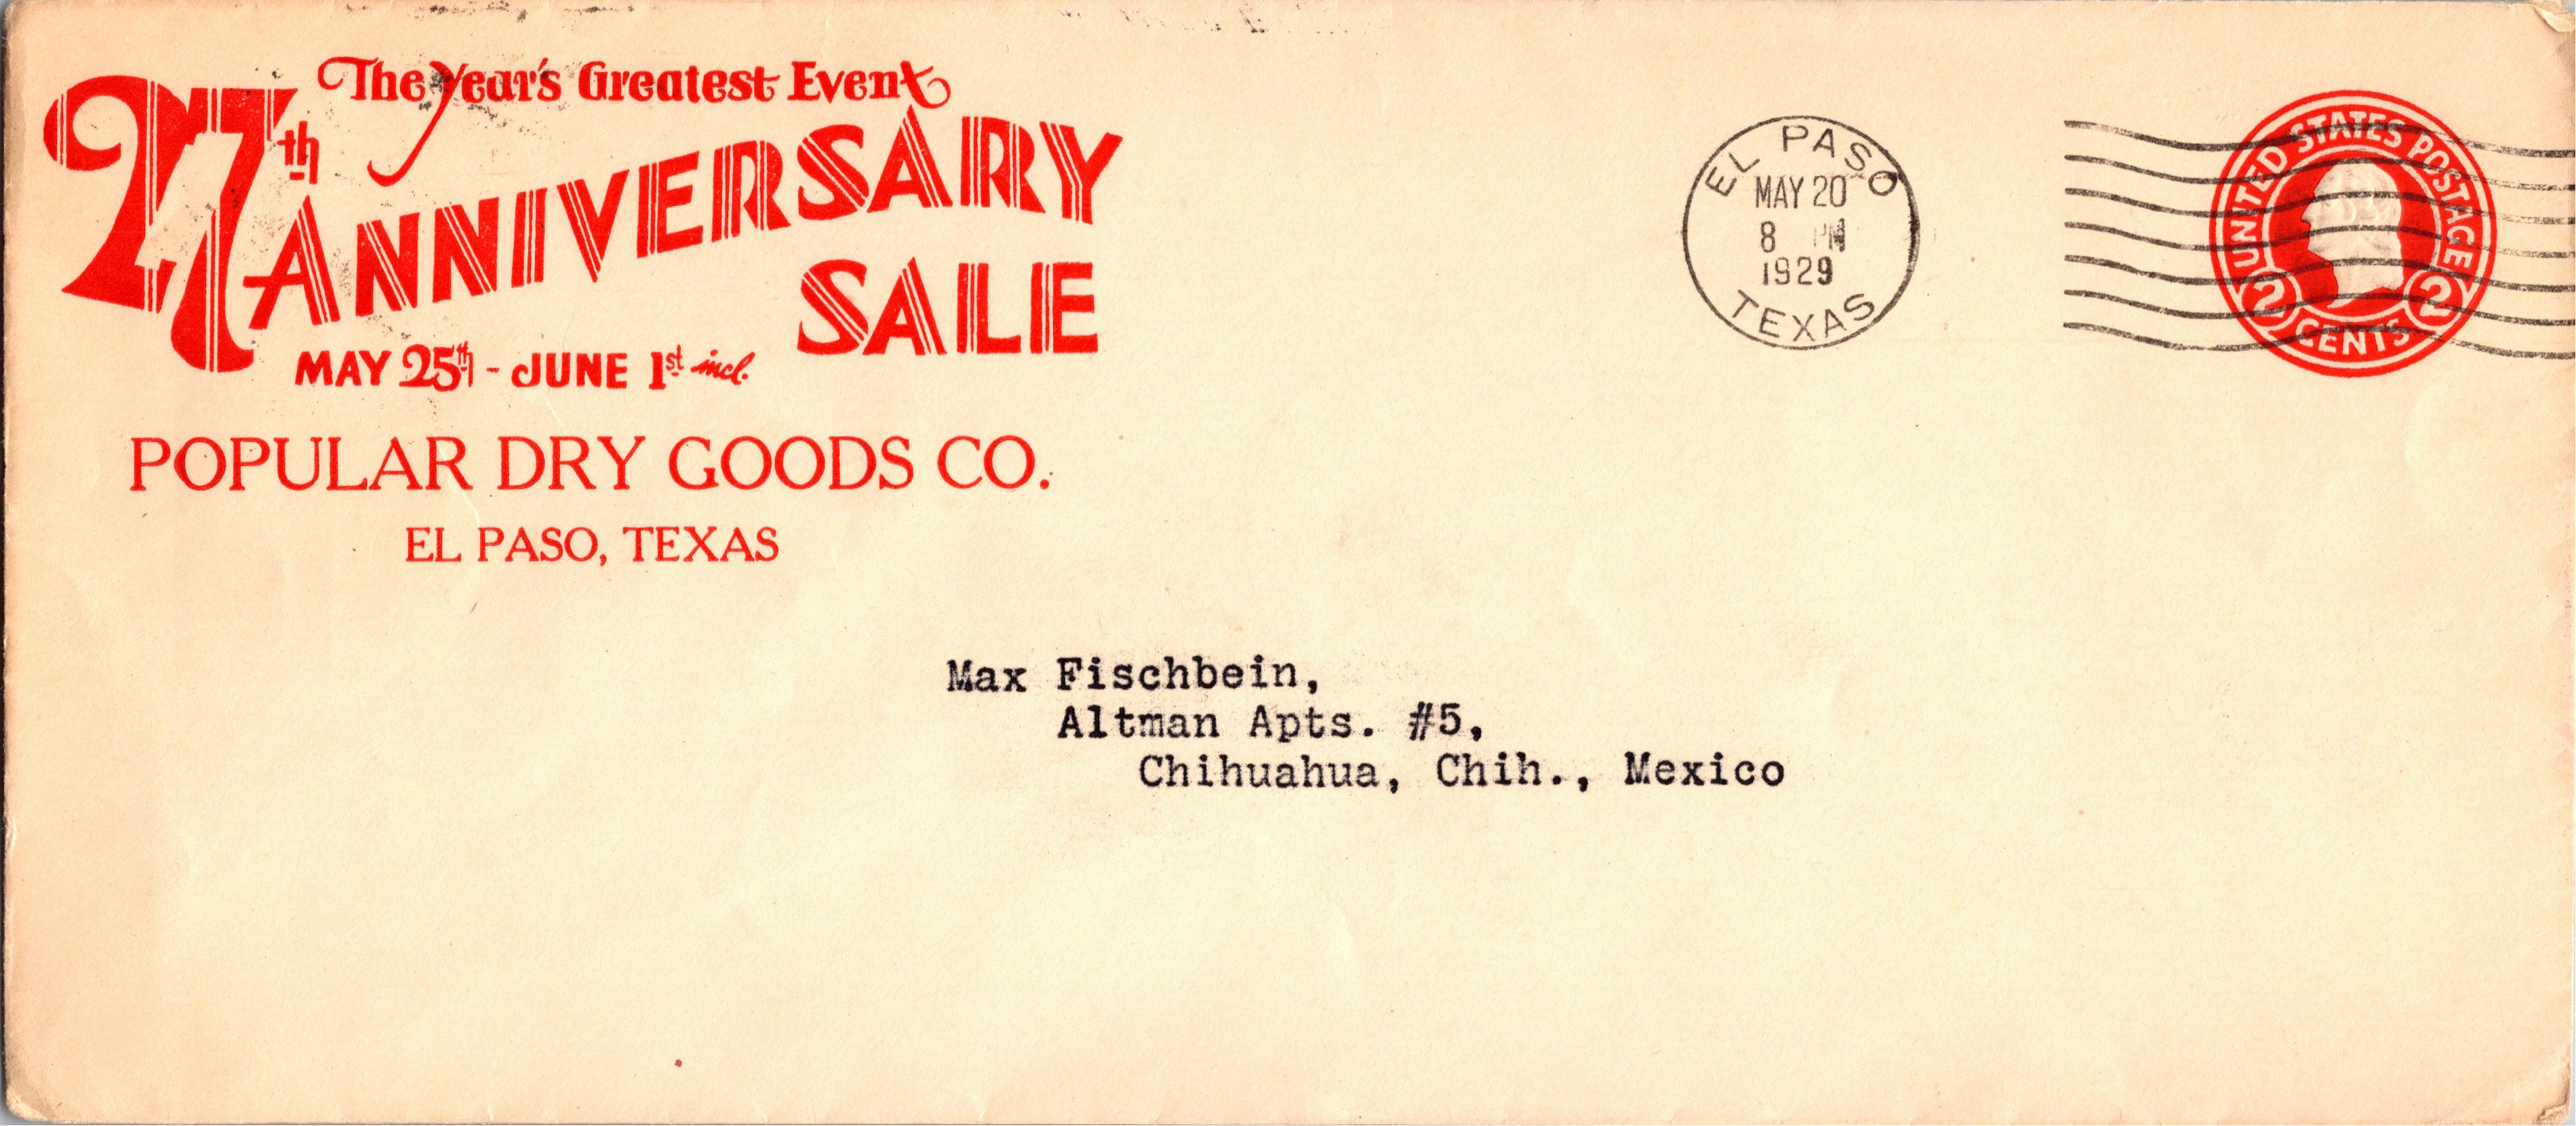 The Year's Greatest Event
27th ANNIVERSARY
SALE
MAY 25th - JUNE 1st incl.
POPULAR DRY GOODS CO.
EL PASO, TEXAS
EL PASO
MAY 20
8 PM
1929
TEXAS
UNITED STATES POSTAGE
2 CENTS 2
Max Fischbein,
Altman Apts. #5,
Chihuahua, Chih., Mexico